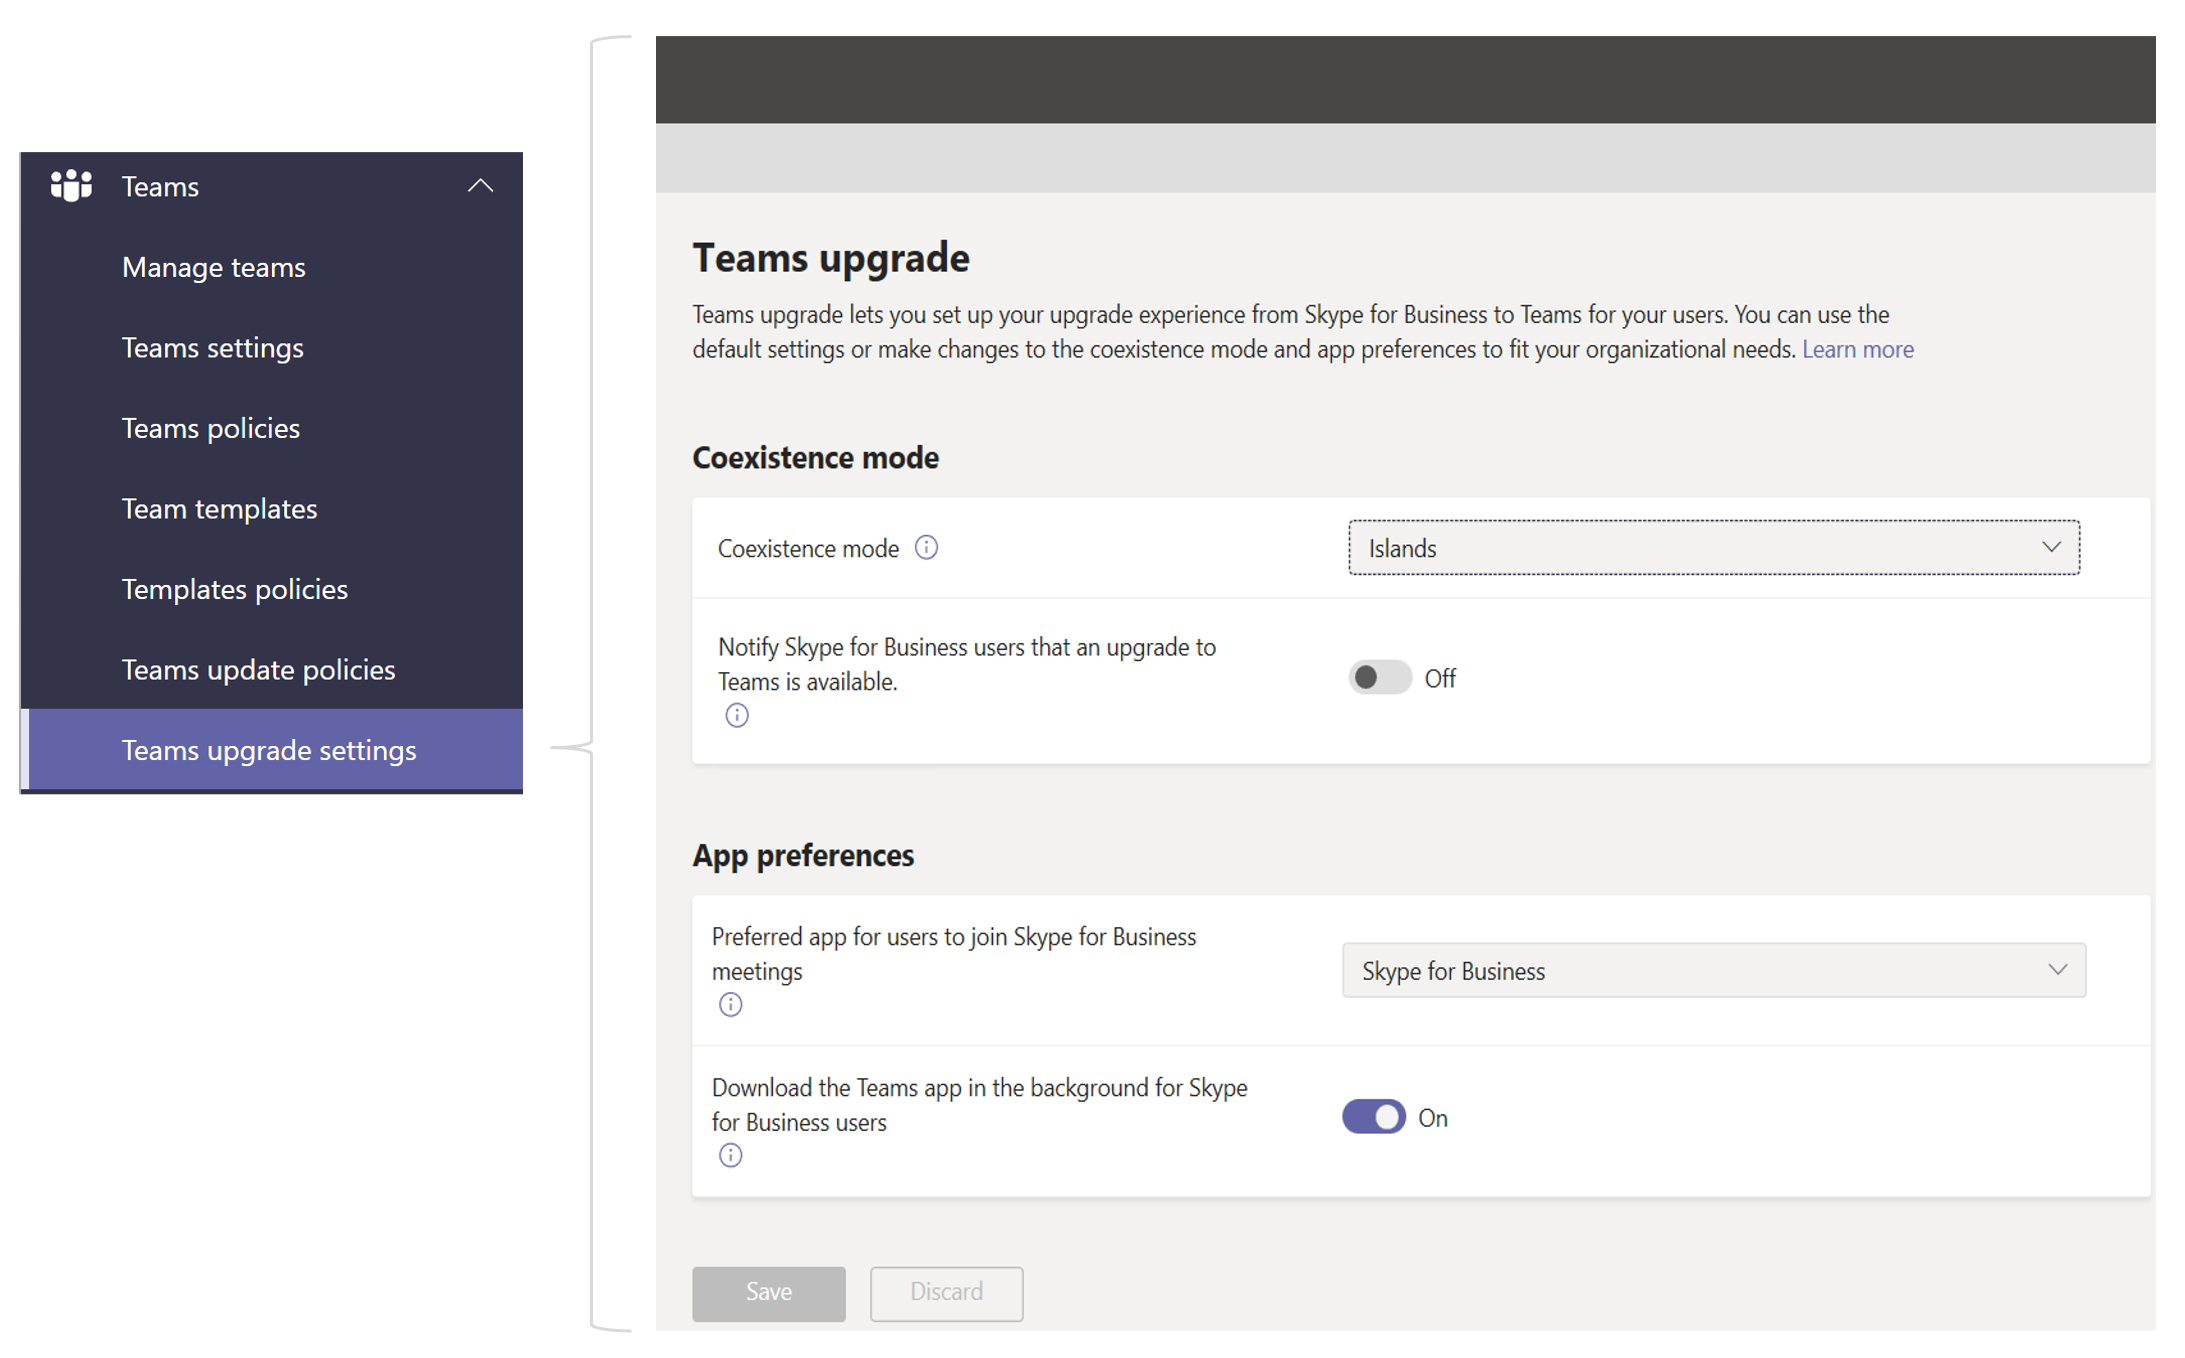 Teams
Manage teams
Teams settings
Teams policies
Team templates
Templates policies
Teams update policies
Teams upgrade settings
Teams upgrade
Teams upgrade lets you set up your upgrade experience from Skype for Business to Teams for your users. You can use the
default settings or make changes to the coexistence mode and app preferences to fit your organizational needs. Learn more
Coexistence mode
Coexistence mode
Islands
Notify Skype for Business users that an upgrade to
Teams is available.
Off
App preferences
Preferred app for users to join Skype for Business
meetings
Skype for Business
Download the Teams app in the background for Skype
for Business users
On
Save
Discard